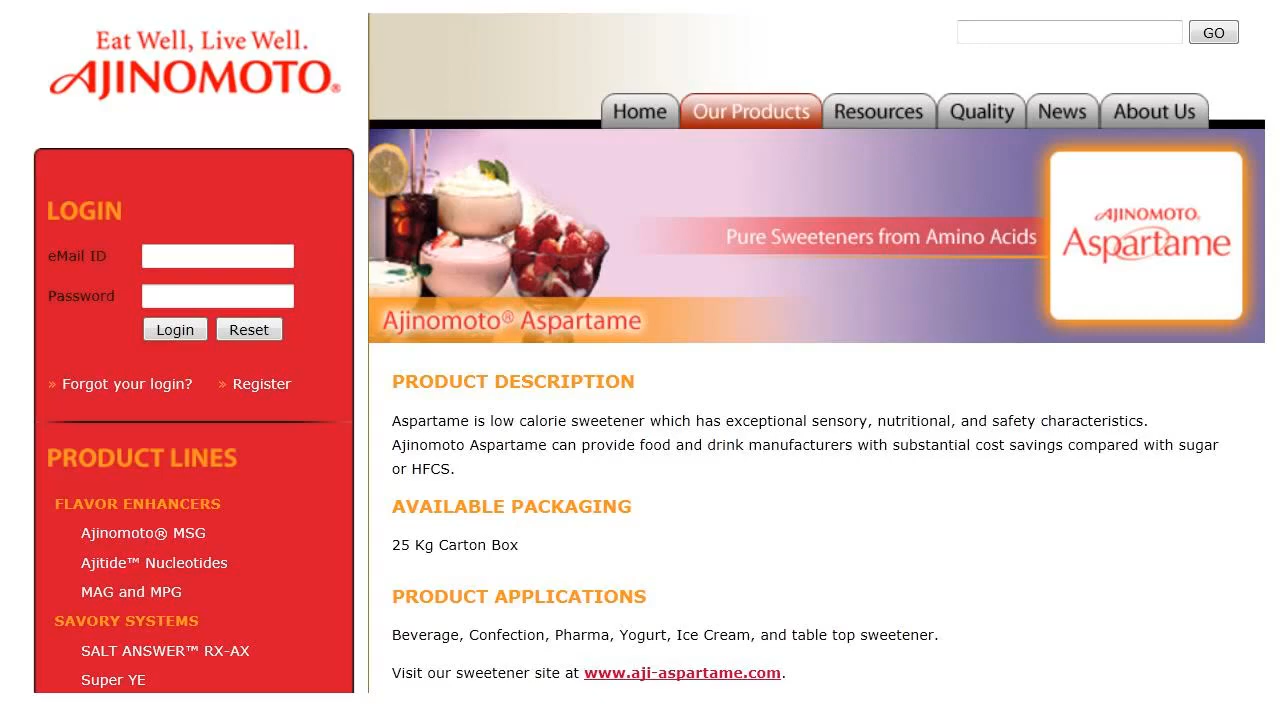 Eat Well, Live Well.
AJINOMOTO®
GO
Home
Our Products
Resources
Quality
News
About Us
Pure Sweeteners from Amino Acids
AJINOMOTO®
Aspartame
Ajinomoto® Aspartame
LOGIN
eMail ID
Password
Login
Reset
» Forgot your login?
» Register
PRODUCT LINES
FLAVOR ENHANCERS
Ajinomoto® MSG
Ajitide™ Nucleotides
MAG and MPG
SAVORY SYSTEMS
SALT ANSWER™ RX-AX
Super YE
PRODUCT DESCRIPTION
Aspartame is low calorie sweetener which has exceptional sensory, nutritional, and safety characteristics.
Ajinomoto Aspartame can provide food and drink manufacturers with substantial cost savings compared with sugar
or HFCS.
AVAILABLE PACKAGING
25 Kg Carton Box
PRODUCT APPLICATIONS
Beverage, Confection, Pharma, Yogurt, Ice Cream, and table top sweetener.
Visit our sweetener site at www.aji-aspartame.com.